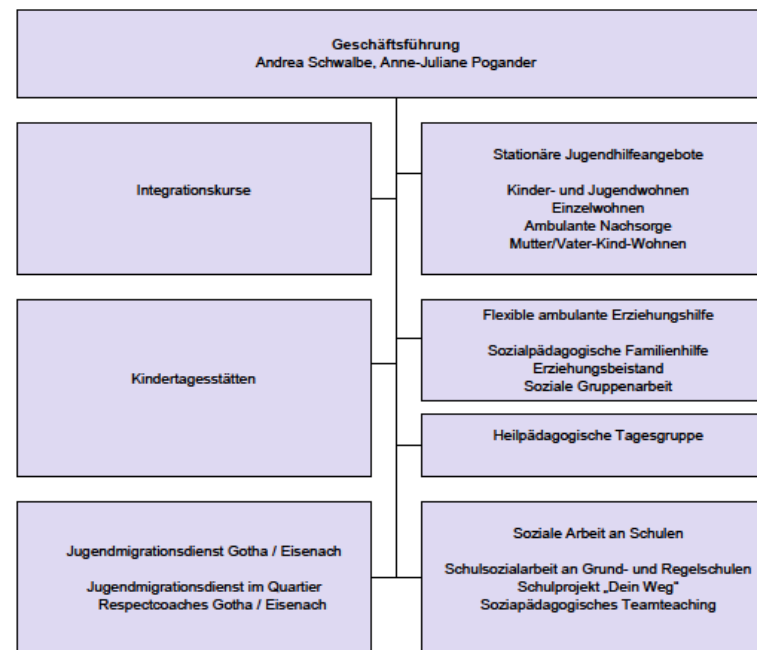 Geschäftsführung
Andrea Schwalbe, Anne-Juliane Pogander
Integrationskurse
Stationäre Jugendhilfeangebote
Kinder- und Jugendwohnen
Einzelwohnen
Ambulante Nachsorge
Mutter/Vater-Kind-Wohnen
Kindertagesstätten
Flexible ambulante Erziehungshilfe
Sozialpädagogische Familienhilfe
Erziehungsbeistand
Soziale Gruppenarbeit
Heilpädagogische Tagesgruppe
Jugendmigrationsdienst Gotha / Eisenach
Jugendmigrationsdienst im Quartier
Respectcoaches Gotha / Eisenach
Soziale Arbeit an Schulen
Schulsozialarbeit an Grund- und Regelschulen
Schulprojekt „Dein Weg“
Soziapädagogisches Teamteaching